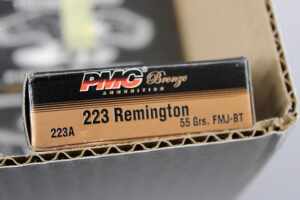 PMC Bronze
AMMUNITION
223 Remington
223A 55 Grs. FMJ-BT